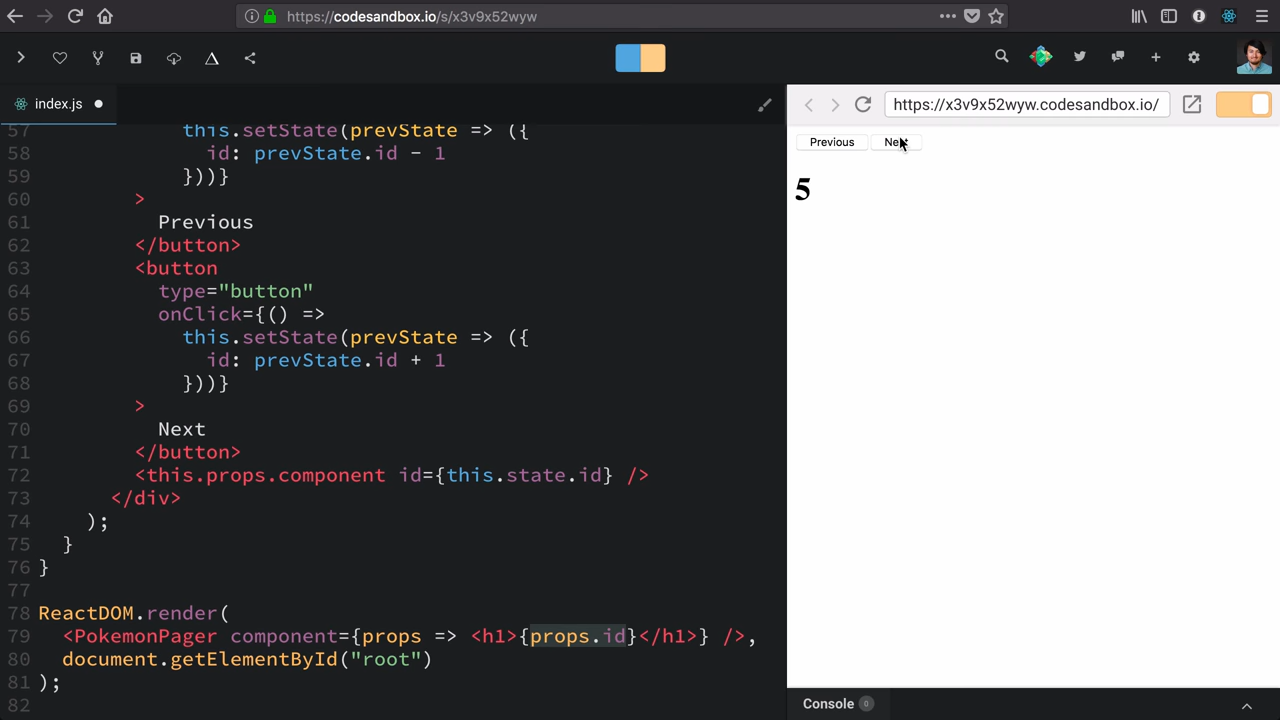 https://codesandbox.io/s/x3v9x52wyw
index.js
https://x3v9x52wyw.codesandbox.io/
57 this.setState(prevState => ({
58 id: prevState.id - 1
59 }))}
60 >
61 Previous
62 </button>
63 <button
64 type="button"
65 onClick={() =>
66 this.setState(prevState => ({
67 id: prevState.id + 1
68 }))}
69 >
70 Next
71 </button>
72 <this.props.component id={this.state.id} />
73 </div>
74 );
75 }
76 }
77
78 ReactDOM.render(
79 <PokemonPager component={props => <h1>{props.id}</h1>} />,
80 document.getElementById("root")
81 );
82
Previous Next
5
Console 0